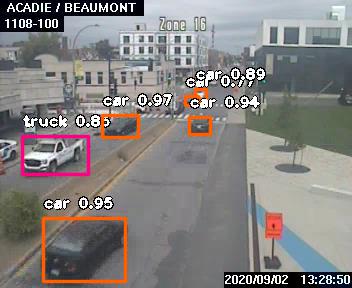 ACADIE / BEAUMONT
1108-100
Zone 16
car 0.89
car 0.77
car 0.97
car 0.94
truck 0.86
car 0.95
2020/09/02 13:28:50